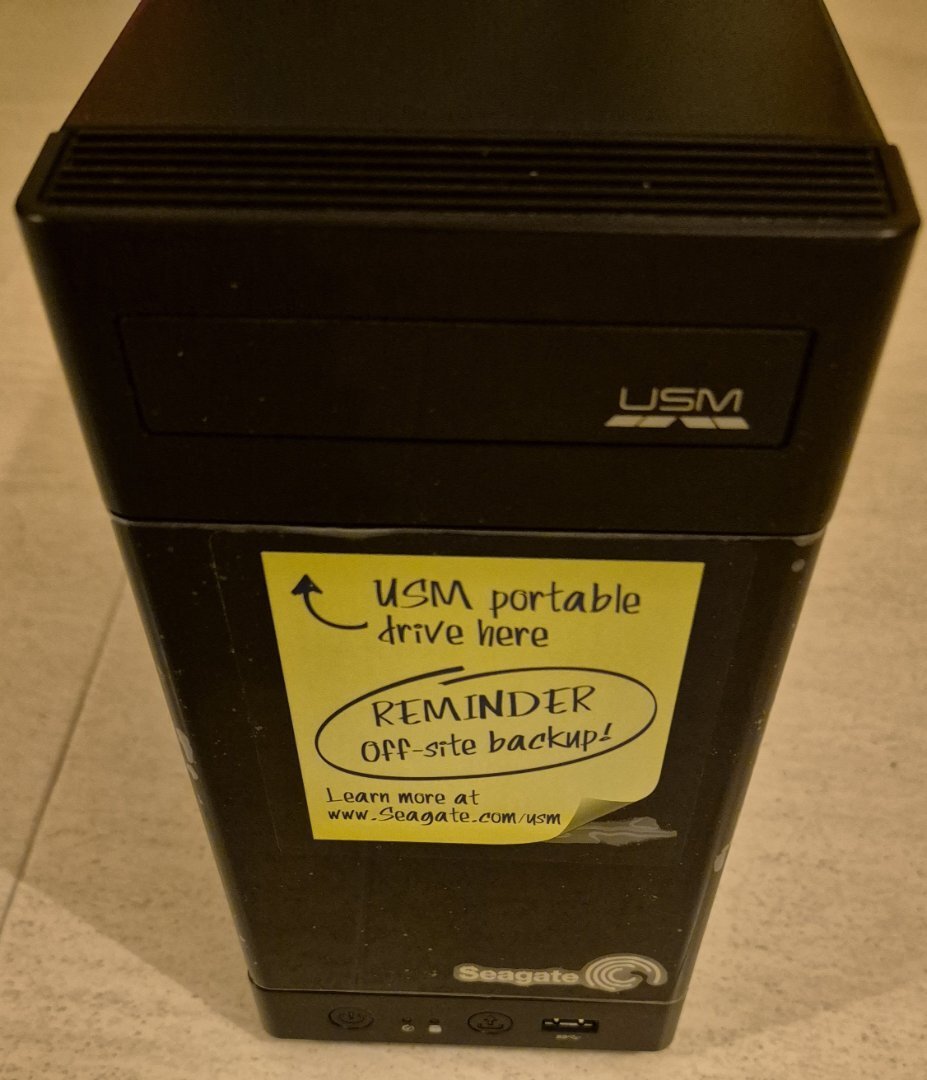 USM
USM portable
drive here
REMINDER
Off-site backup!
Learn more at
www.Seagate.com/usm
Seagate